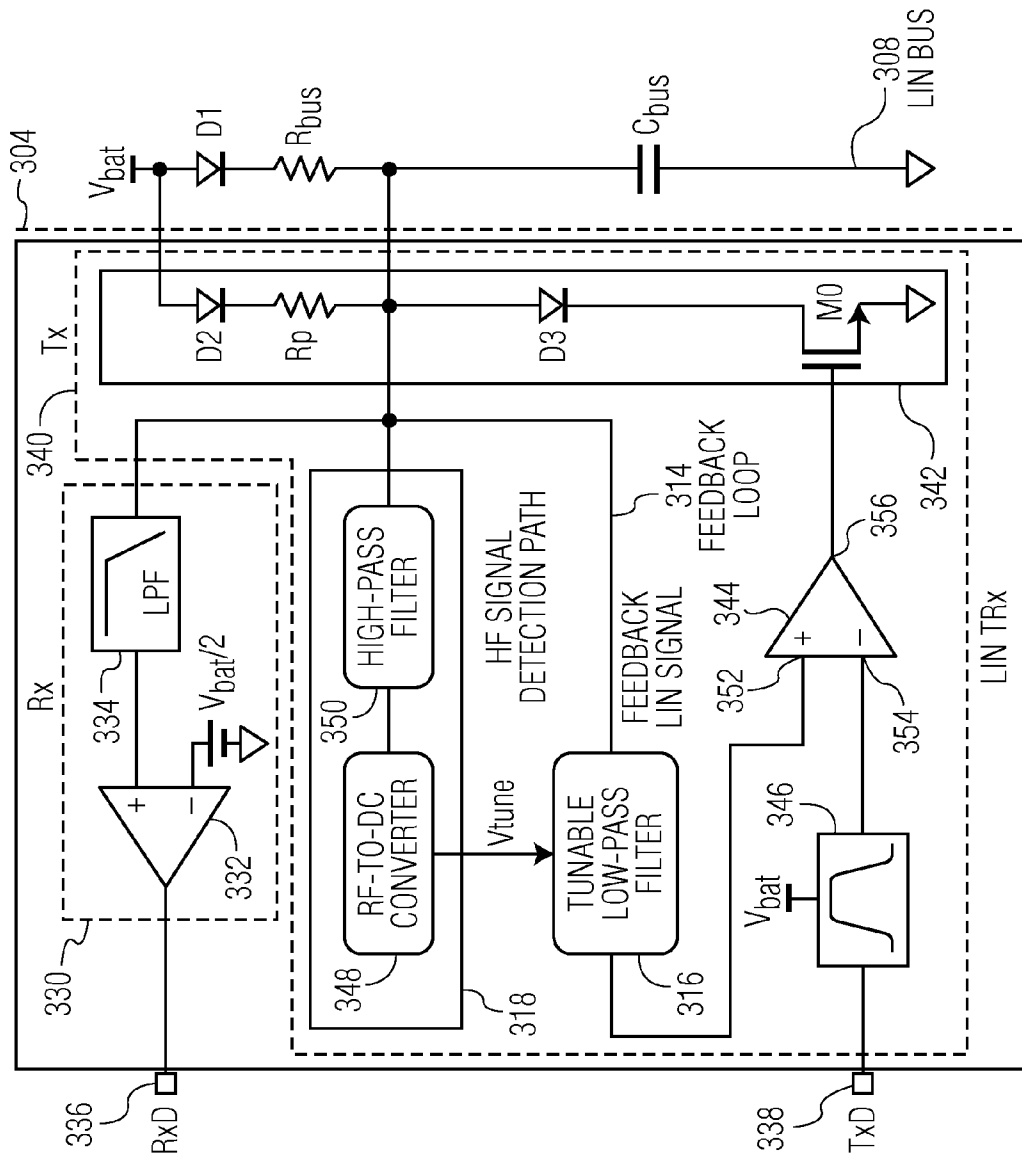 304
Vbat
D1
Rbus
Cbus
308
LIN BUS
Tx
340
D2
Rp
D3
M0
342
Rx
330
LPF
334
Vbat/2
+
−
332
336
RxD
HIGH-PASS
FILTER
350
RF-TO-DC
CONVERTER
348
318
HF SIGNAL
DETECTION PATH
Vtune
TUNABLE
LOW-PASS
FILTER
316
FEEDBACK
LIN SIGNAL
314
FEEDBACK
LOOP
344
+
−
352
354
356
346
Vbat
338
TxD
LIN TRx